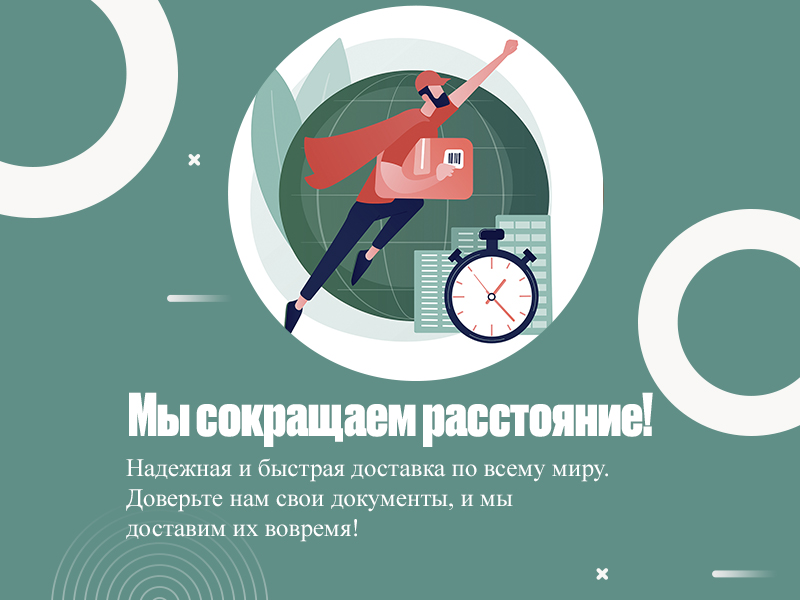 Мы сокращаем расстояние!
Надежная и быстрая доставка по всему миру.
Доверьте нам свои документы, и мы
доставим их вовремя!